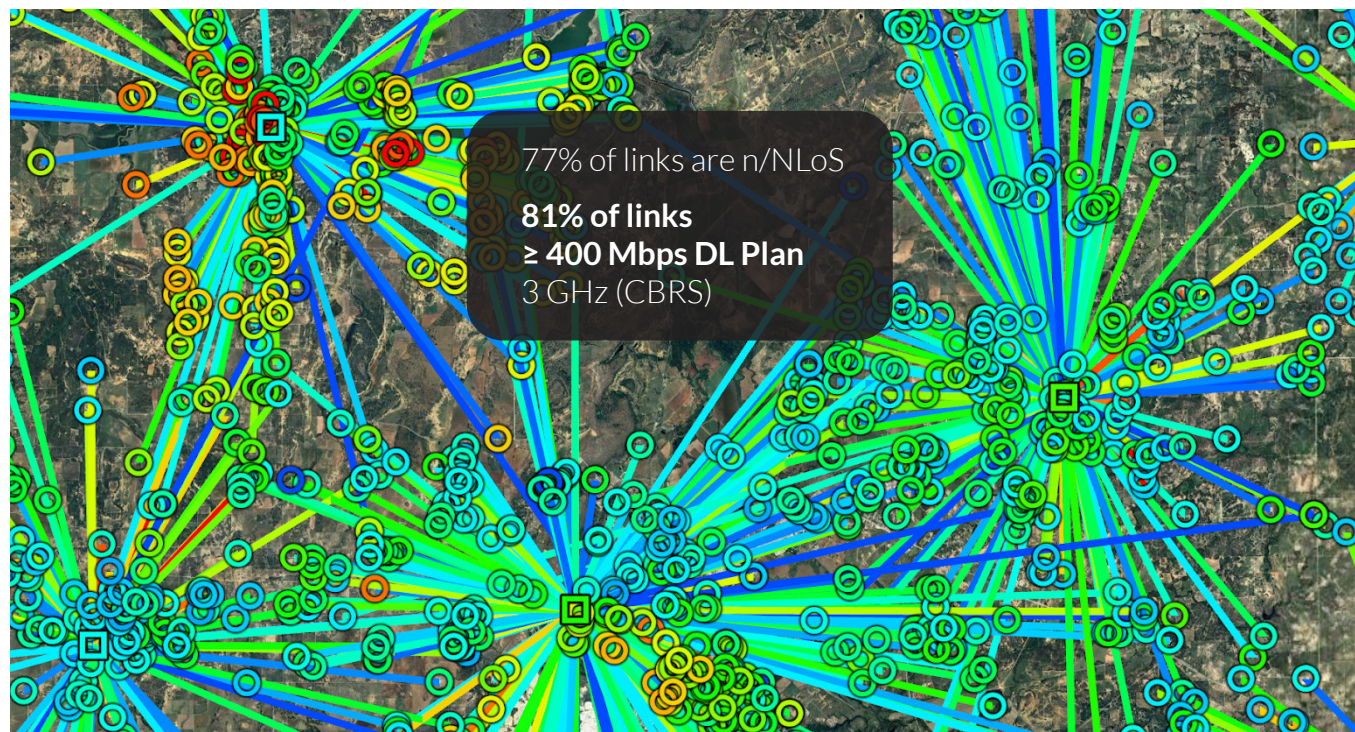 77% of links are n/NLoS
81% of links
≥ 400 Mbps DL Plan
3 GHz (CBRS)